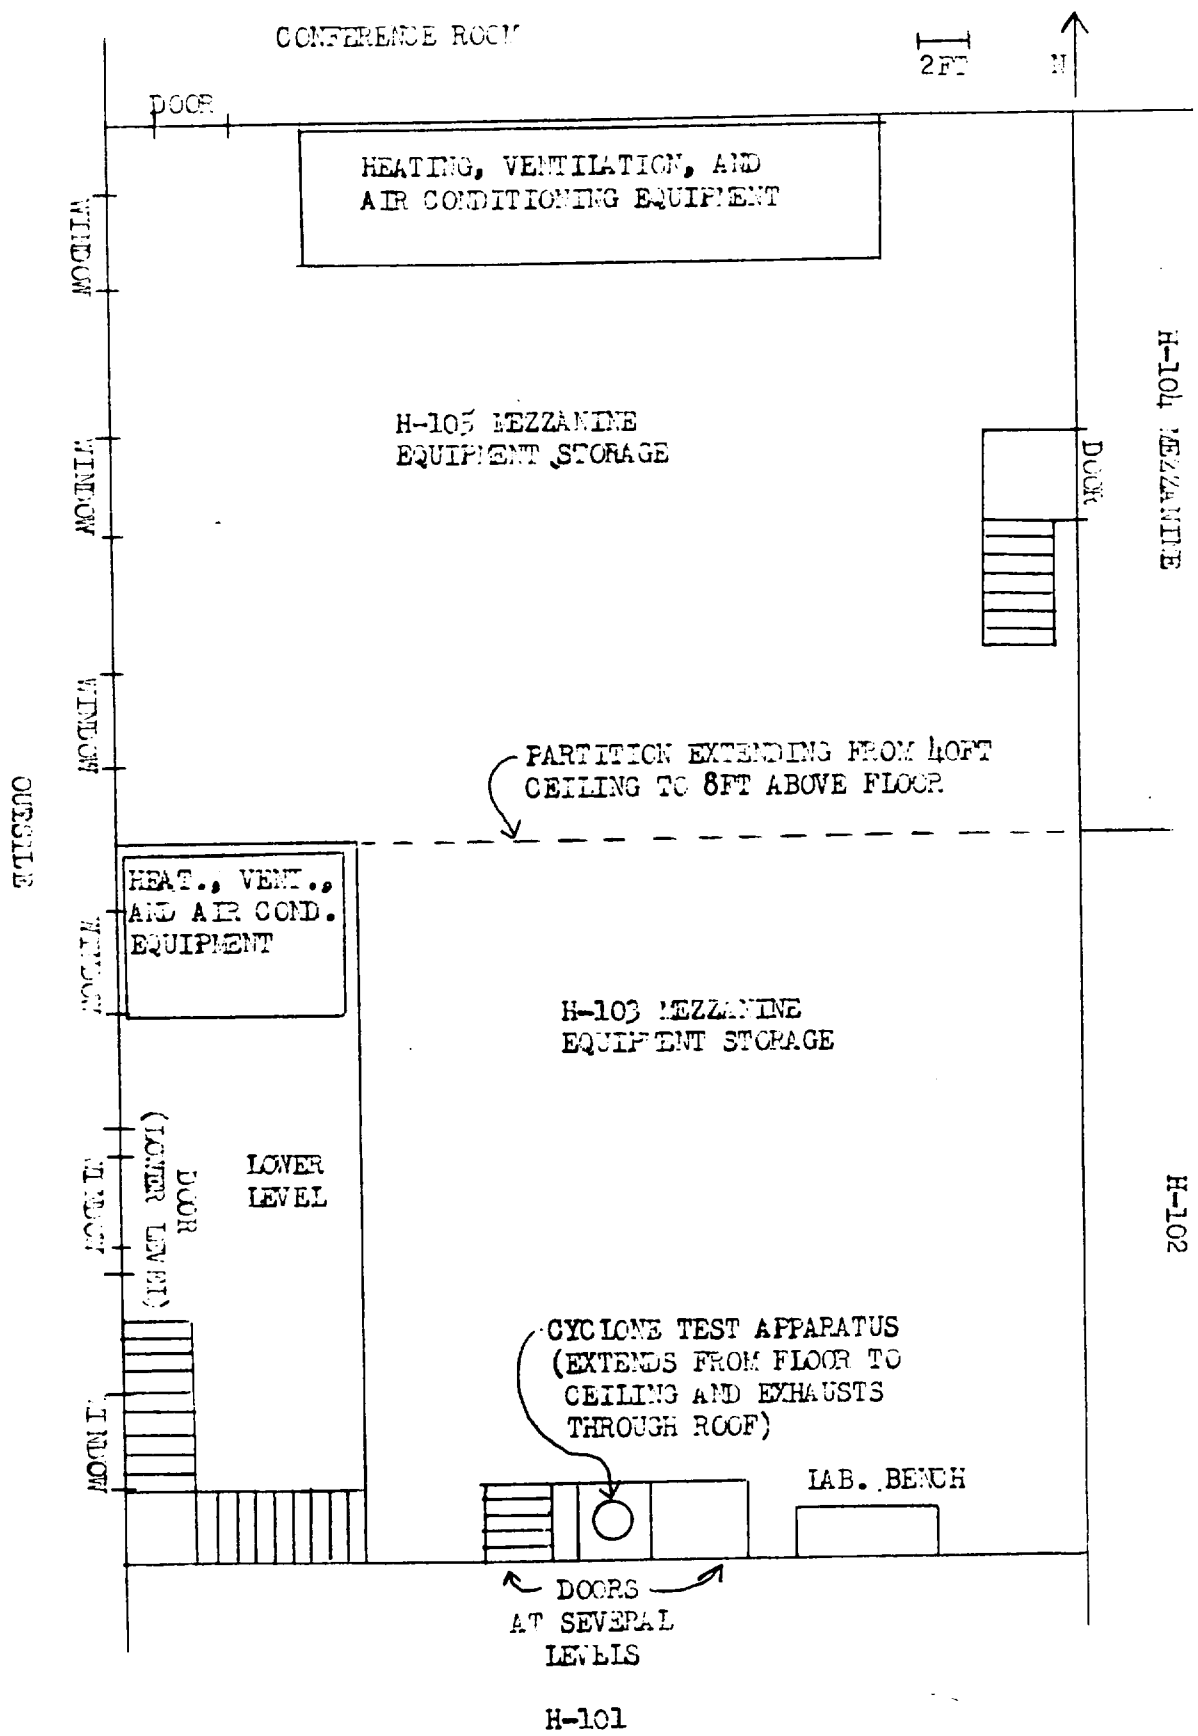 CONFERENCE ROOM
2FT
N
DOOR
HEATING, VENTILATION, AND
AIR CONDITIONING EQUIPMENT
WINDOW
H-104 MEZZANINE
H-105 MEZZANINE
EQUIPMENT STORAGE
WINDOW
DOOR
WINDOW
PARTITION EXTENDING FROM 40FT
CEILING TO 8FT ABOVE FLOOR
OUTSIDE
HEAT., VENT.,
AND AIR COND.
EQUIPMENT
WINDOW
H-103 MEZZANINE
EQUIPMENT STORAGE
DOOR
(LOWER LEVEL)
LOWER
LEVEL
WINDOW
H-102
CYCLONE TEST APPARATUS
(EXTENDS FROM FLOOR TO
CEILING AND EXHAUSTS
THROUGH ROOF)
WINDOW
LAB. BENCH
DOORS
AT SEVERAL
LEVELS
H-101